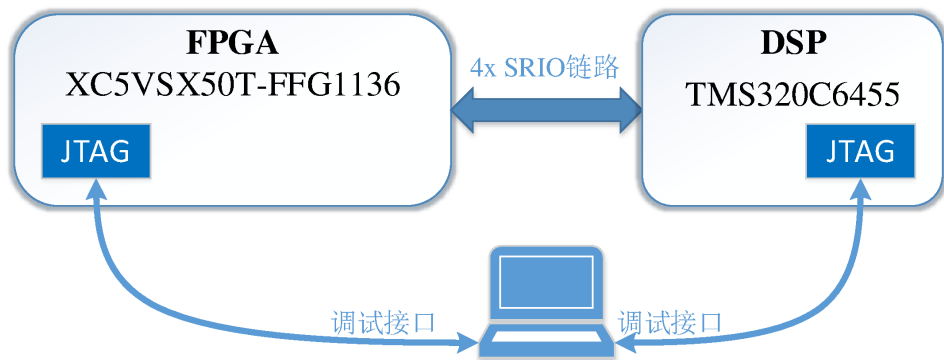 FPGA
XC5VSX50T-FFG1136
JTAG
4x SRIO链路
DSP
TMS320C6455
JTAG
调试接口
调试接口